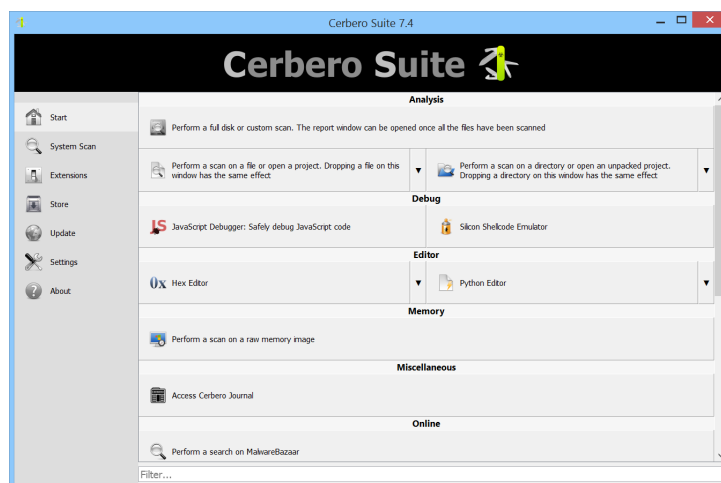 Cerbero Suite 7.4
Cerbero Suite
Start
System Scan
Extensions
Store
Update
Settings
About
Analysis
Perform a full disk or custom scan. The report window can be opened once all the files have been scanned
Perform a scan on a file or open a project. Dropping a file on this
window has the same effect
Perform a scan on a directory or open an unpacked project.
Dropping a directory on this window has the same effect
Debug
JS
JavaScript Debugger: Safely debug JavaScript code
Silicon Shellcode Emulator
Editor
0x
Hex Editor
Python Editor
Memory
Perform a scan on a raw memory image
Miscellaneous
Access Cerbero Journal
Online
Perform a search on MalwareBazaar
Filter...